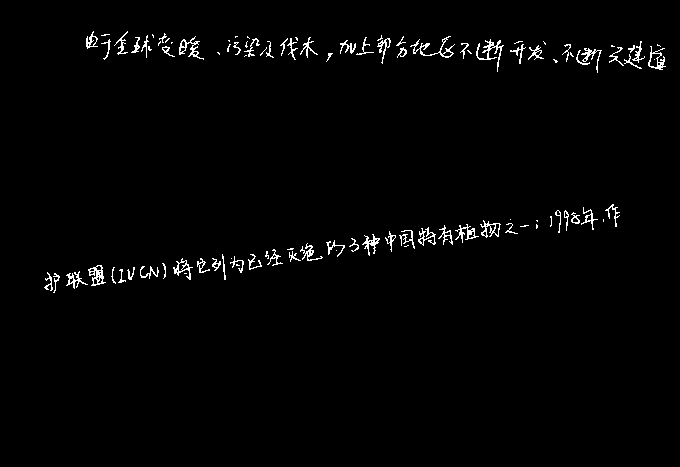 由于全球变暖、污染及伐木，加上部分地区不断开发、不断兴建道
护联盟(IUCN)将它列为已经灭绝的3种中国特有植物之一；1998年，作